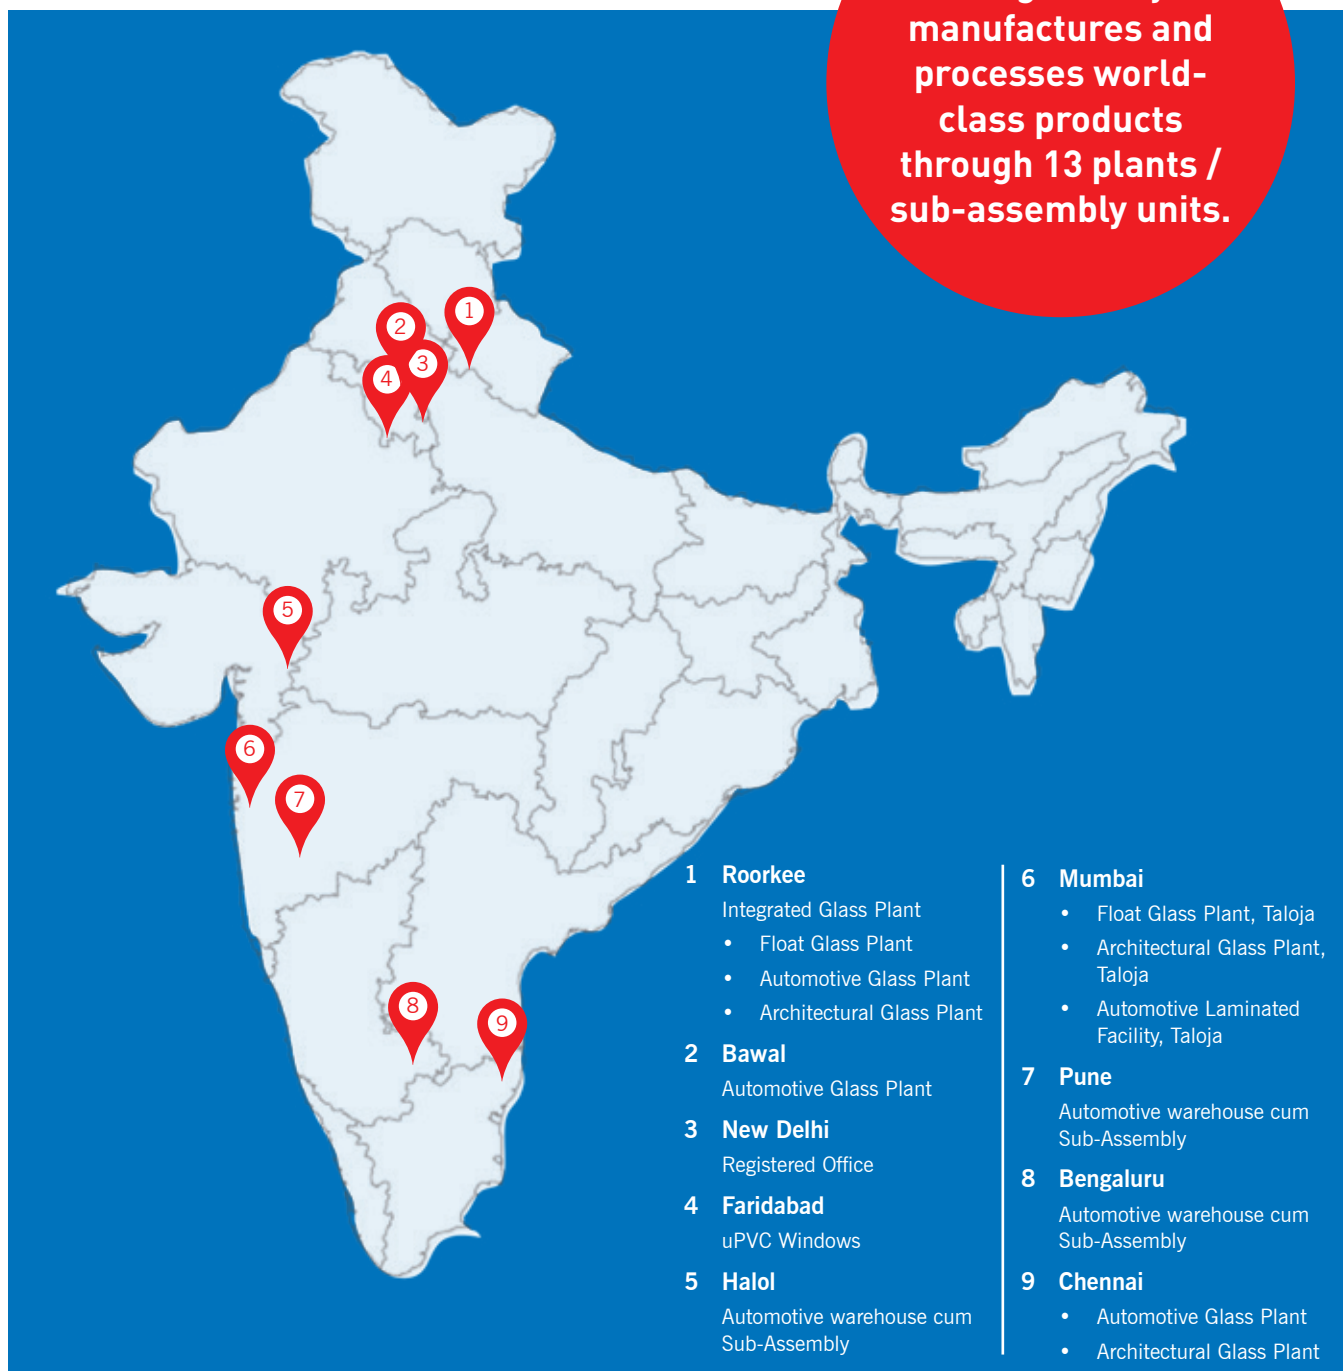 manufactures and
processes world-
class products
through 13 plants /
sub-assembly units.
1
2
3
4
5
6
7
8
9
1 Roorkee
Integrated Glass Plant
• Float Glass Plant
• Automotive Glass Plant
• Architectural Glass Plant
2 Bawal
Automotive Glass Plant
3 New Delhi
Registered Office
4 Faridabad
uPVC Windows
5 Halol
Automotive warehouse cum
Sub-Assembly
6 Mumbai
• Float Glass Plant, Taloja
• Architectural Glass Plant,
Taloja
• Automotive Laminated
Facility, Taloja
7 Pune
Automotive warehouse cum
Sub-Assembly
8 Bengaluru
Automotive warehouse cum
Sub-Assembly
9 Chennai
• Automotive Glass Plant
• Architectural Glass Plant